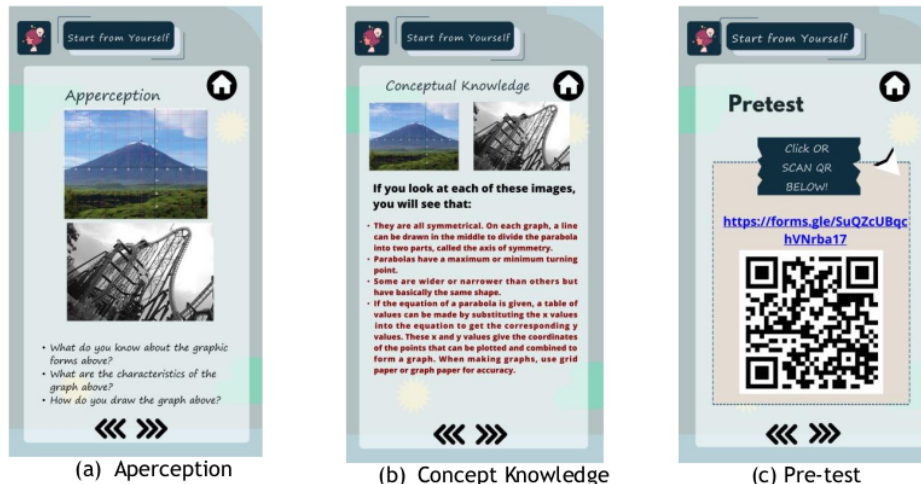 Start from Yourself
Apperception
• What do you know about the graphic
forms above?
• What are the characteristics of the
graph above?
• How do you draw the graph above?
(a) Aperception
Start from Yourself
Conceptual Knowledge
If you look at each of these images,
you will see that:
• They are all symmetrical. On each graph, a line
can be drawn in the middle to divide the parabola
into two parts, called the axis of symmetry.
• Parabolas have a maximum or minimum turning
point.
• Some are wider or narrower than others but
have basically the same shape.
• If the equation of a parabola is given, a table of
values can be made by substituting the x values
into the equation to get the corresponding y
values. These x and y values give the coordinates
of the points that can be plotted and combined to
form a graph. When making graphs, use grid
paper or graph paper for accuracy.
(b) Concept Knowledge
Start from Yourself
Pretest
Click OR
SCAN QR
BELOW!
https://forms.gle/SuQZcUBqc
hVNrba17
(c) Pre-test